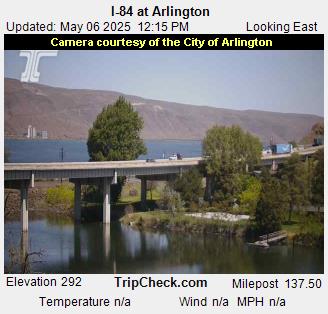 I-84 at Arlington
Updated: May 06 2025 12:15 PM Looking East
Camera courtesy of the City of Arlington
Elevation 292 TripCheck.com Milepost 137.50
Temperature n/a Wind n/a MPH n/a